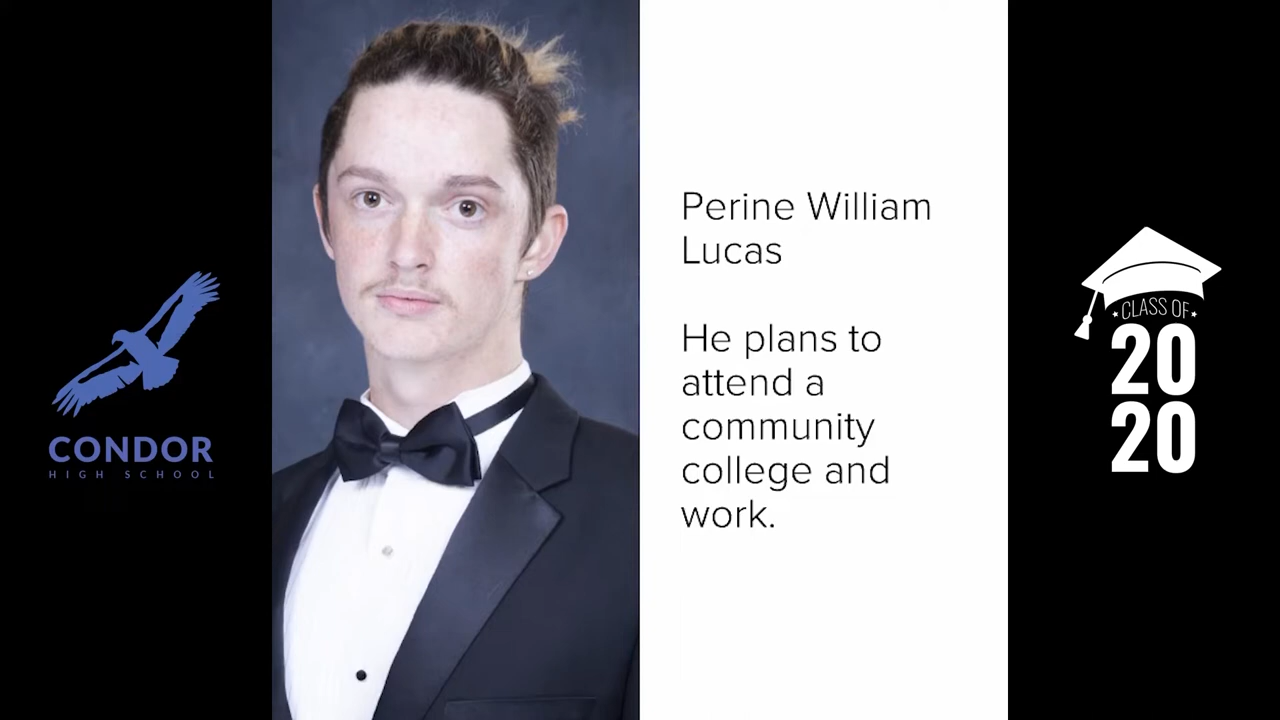 CONDOR
HIGH SCHOOL
Perine William
Lucas
He plans to
attend a
community
college and
work.
CLASS OF
20
20